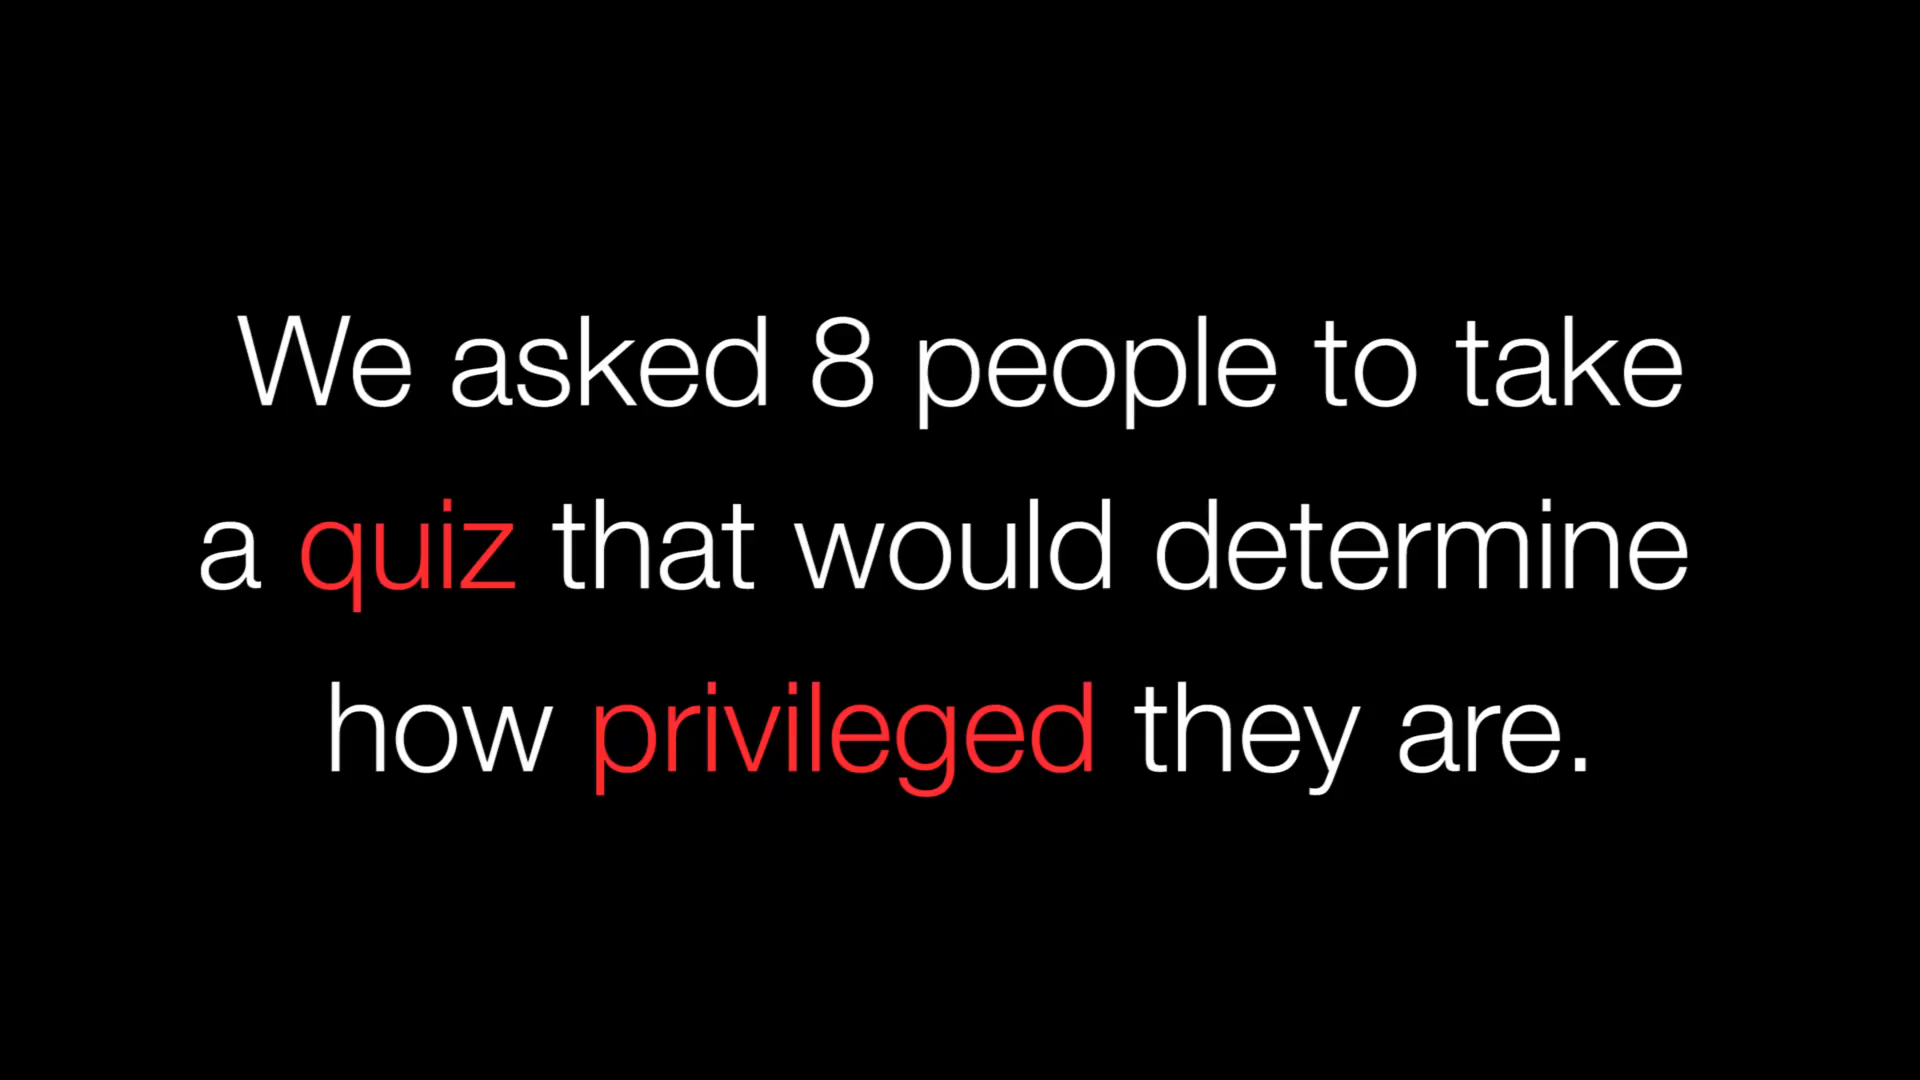 We asked 8 people to take
a quiz that would determine
how privileged they are.